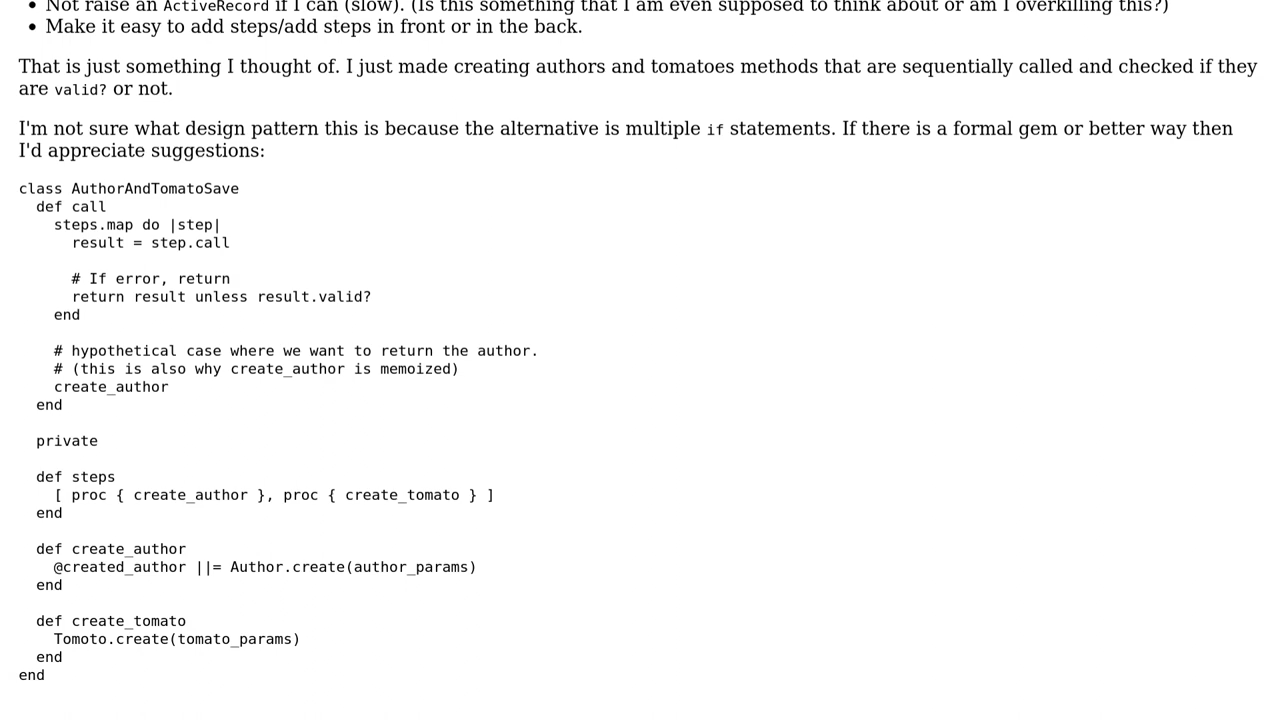 Not raise an ActiveRecord if I can (slow). (Is this something that I am even supposed to think about or am I overkilling this?)
Make it easy to add steps/add steps in front or in the back.
That is just something I thought of. I just made creating authors and tomatoes methods that are sequentially called and checked if they
are valid? or not.
I'm not sure what design pattern this is because the alternative is multiple if statements. If there is a formal gem or better way then
I'd appreciate suggestions:
class AuthorAndTomatoSave
  def call
    steps.map do |step|
      result = step.call

      # If error, return
      return result unless result.valid?
    end

    # hypothetical case where we want to return the author.
    # (this is also why create_author is memoized)
    create_author
  end

  private

  def steps
    [ proc { create_author }, proc { create_tomato } ]
  end

  def create_author
    @created_author ||= Author.create(author_params)
  end

  def create_tomato
    Tomoto.create(tomato_params)
  end
end